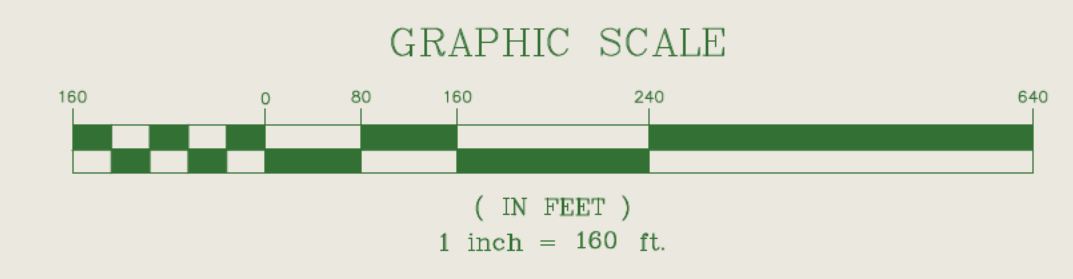 GRAPHIC SCALE
160 0 80 160 240 640
( IN FEET )
1 inch = 160 ft.